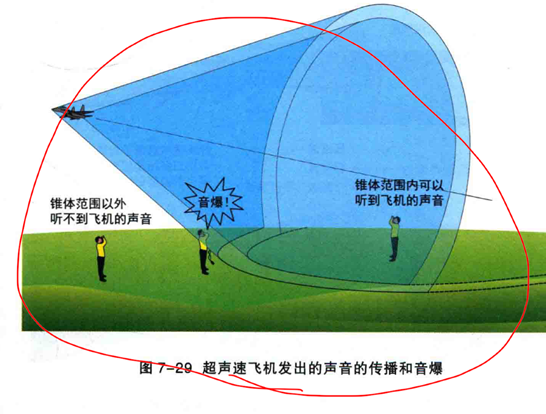 锥体范围以外
听不到飞机的声音
音爆!
锥体范围内可以
听到飞机的声音
图 7-29 超声速飞机发出的声音的传播和音爆